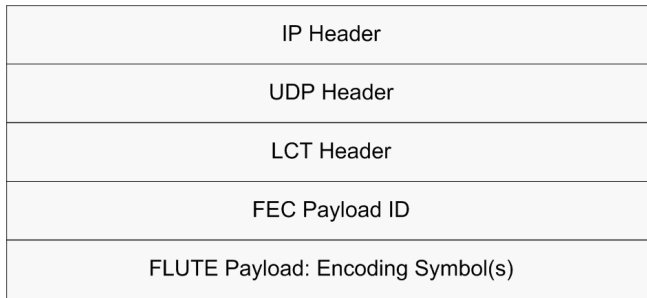 IP Header
UDP Header
LCT Header
FEC Payload ID
FLUTE Payload: Encoding Symbol(s)